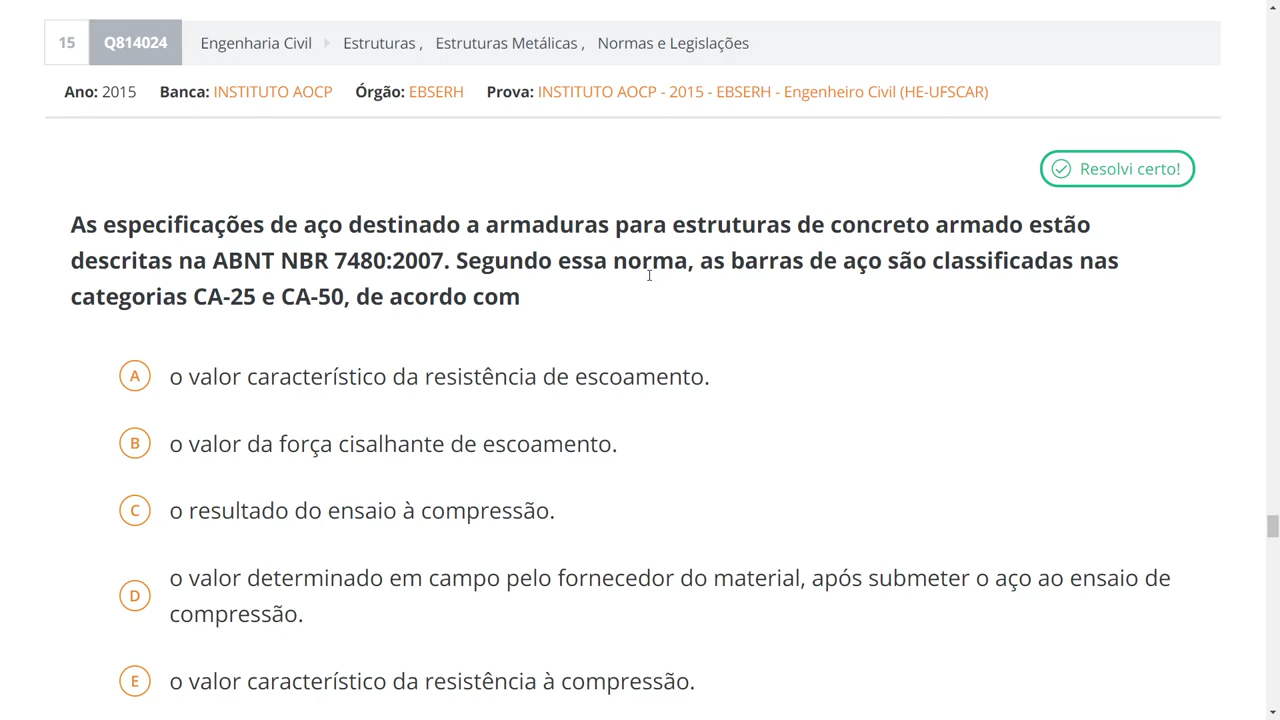 15 Q814024 Engenharia Civil Estruturas , Estruturas Metálicas , Normas e Legislações
Ano: 2015 Banca: INSTITUTO AOCP Órgão: EBSERH Prova: INSTITUTO AOCP - 2015 - EBSERH - Engenheiro Civil (HE-UFSCAR)
Resolvi certo!
As especificações de aço destinado a armaduras para estruturas de concreto armado estão
descritas na ABNT NBR 7480:2007. Segundo essa norma, as barras de aço são classificadas nas
categorias CA-25 e CA-50, de acordo com
A o valor característico da resistência de escoamento.
B o valor da força cisalhante de escoamento.
C o resultado do ensaio à compressão.
D o valor determinado em campo pelo fornecedor do material, após submeter o aço ao ensaio de
compressão.
E o valor característico da resistência à compressão.